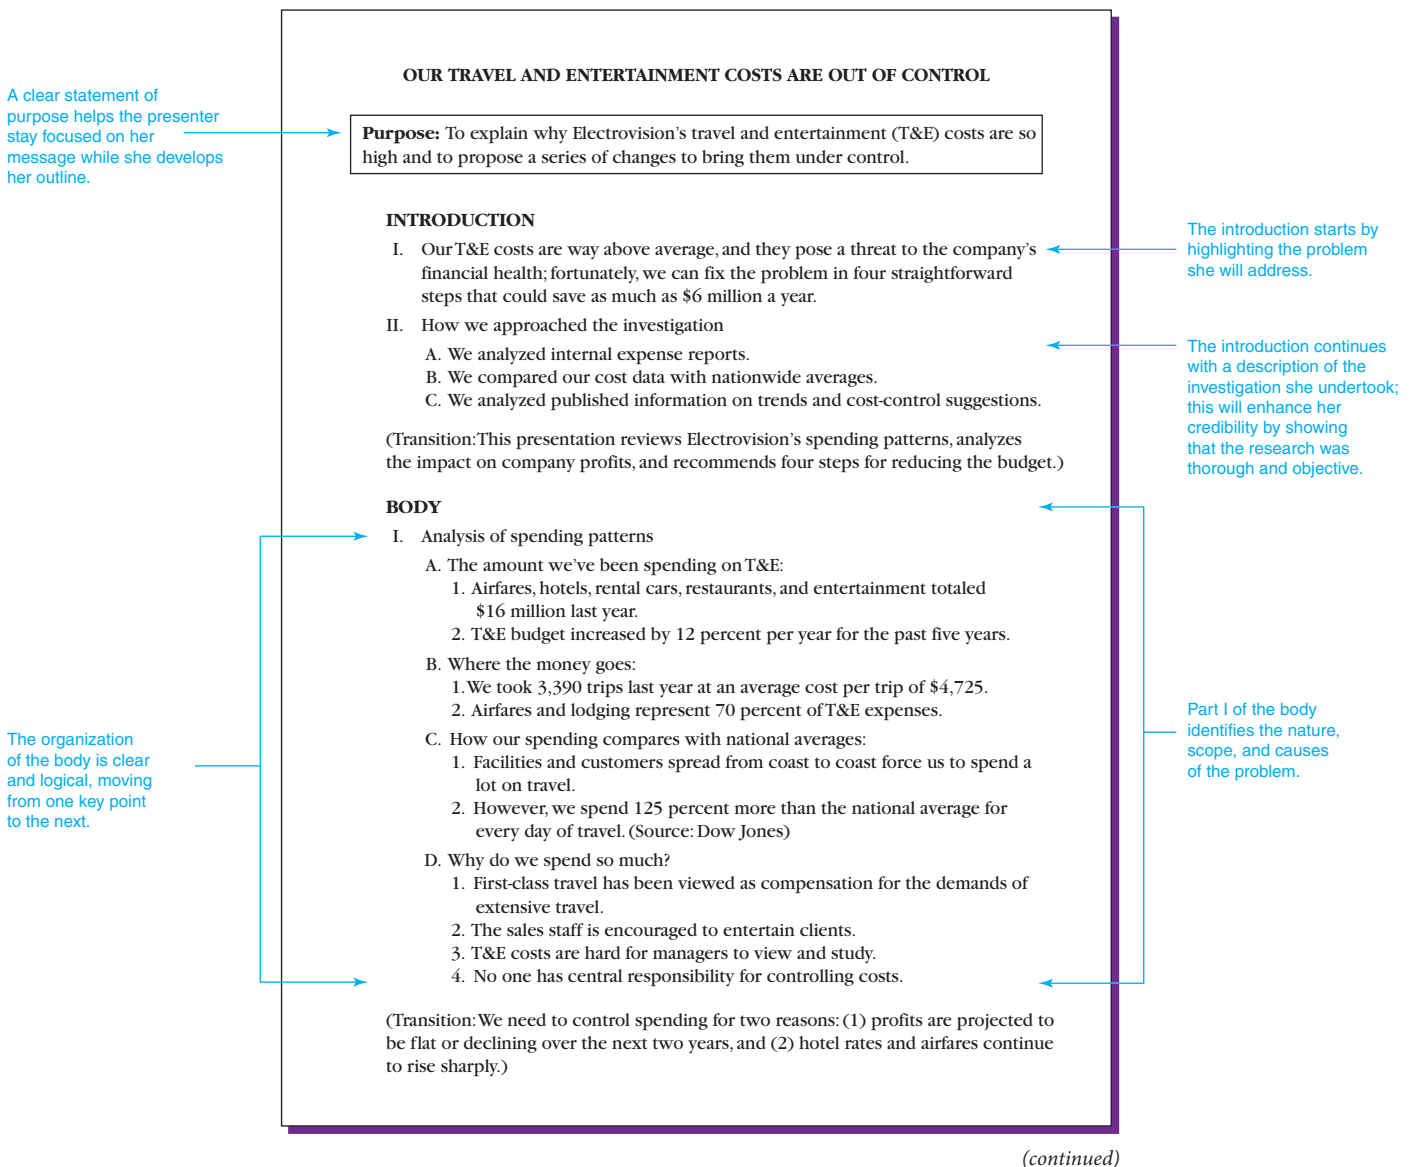 OUR TRAVEL AND ENTERTAINMENT COSTS ARE OUT OF CONTROL
A clear statement of
purpose helps the presenter
stay focused on her
message while she develops
her outline.
Purpose: To explain why Electrovision's travel and entertainment (T&E) costs are so
high and to propose a series of changes to bring them under control.
INTRODUCTION
I. Our T&E costs are way above average, and they pose a threat to the company's
financial health; fortunately, we can fix the problem in four straightforward
steps that could save as much as $6 million a year.
The introduction starts by
highlighting the problem
she will address.
II. How we approached the investigation
A. We analyzed internal expense reports.
B. We compared our cost data with nationwide averages.
C. We analyzed published information on trends and cost-control suggestions.
The introduction continues
with a description of the
investigation she undertook;
this will enhance her
credibility by showing
that the research was
thorough and objective.
(Transition: This presentation reviews Electrovision's spending patterns, analyzes
the impact on company profits, and recommends four steps for reducing the budget.)
BODY
I. Analysis of spending patterns
A. The amount we've been spending on T&E:
1. Airfares, hotels, rental cars, restaurants, and entertainment totaled
$16 million last year.
2. T&E budget increased by 12 percent per year for the past five years.
B. Where the money goes:
1. We took 3,390 trips last year at an average cost per trip of $4,725.
2. Airfares and lodging represent 70 percent of T&E expenses.
C. How our spending compares with national averages:
1. Facilities and customers spread from coast to coast force us to spend a
lot on travel.
2. However, we spend 125 percent more than the national average for
every day of travel. (Source: Dow Jones)
D. Why do we spend so much?
1. First-class travel has been viewed as compensation for the demands of
extensive travel.
2. The sales staff is encouraged to entertain clients.
3. T&E costs are hard for managers to view and study.
4. No one has central responsibility for controlling costs.
The organization
of the body is clear
and logical, moving
from one key point
to the next.
Part I of the body
identifies the nature,
scope, and causes
of the problem.
(Transition: We need to control spending for two reasons: (1) profits are projected to
be flat or declining over the next two years, and (2) hotel rates and airfares continue
to rise sharply.)
(continued)